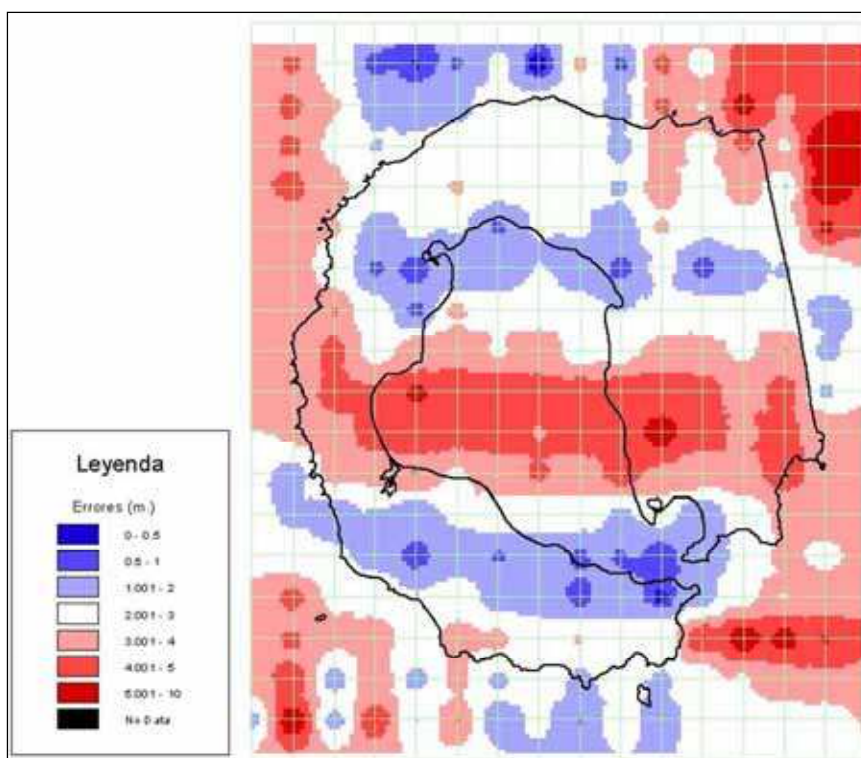 Leyenda
Errores (m.)
0 - 0.5
0.5 - 1
1.001 - 2
2.001 - 3
3.001 - 4
4.001 - 5
5.001 - 10
No Data